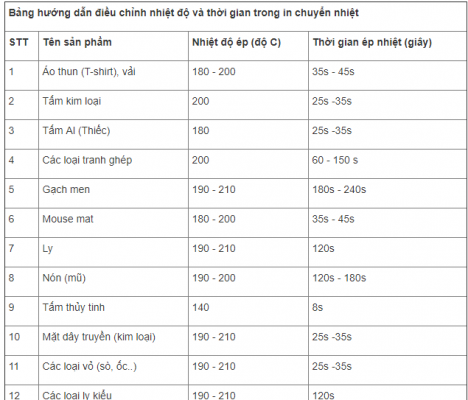 Bảng hướng dẫn điều chỉnh nhiệt độ và thời gian trong in chuyển nhiệt
STT Tên sản phẩm Nhiệt độ ép (độ C) Thời gian ép nhiệt (giây)
1 Áo thun (T-shirt), vải 180 - 200 35s - 45s
2 Tấm kim loại 200 25s -35s
3 Tấm Al (Thiếc) 180 25s -35s
4 Các loại tranh ghép 200 60 - 150 s
5 Gạch men 190 - 210 180s - 240s
6 Mouse mat 180 - 200 35s - 45s
7 Ly 190 - 210 120s
8 Nón (mũ) 190 - 200 120s - 180s
9 Tấm thủy tinh 140 8s
10 Mặt dây truyền (kim loại) 190 - 210 25s -35s
11 Các loại vỏ (sò, ốc..) 190 - 210 25s -35s
12 Các loại ly kiểu 190 - 210 120s